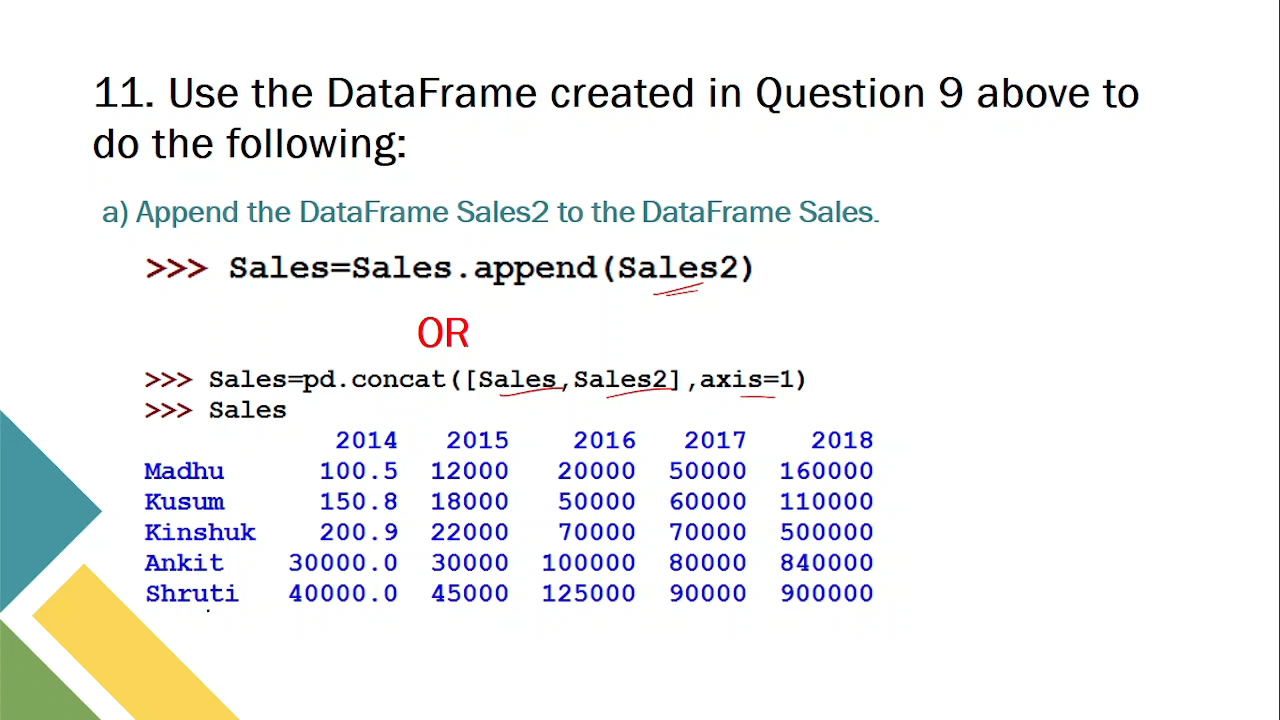 11. Use the DataFrame created in Question 9 above to
do the following:
a) Append the DataFrame Sales2 to the DataFrame Sales.
>>> Sales=Sales.append(Sales2)
OR
>>> Sales=pd.concat([Sales,Sales2],axis=1)
>>> Sales
2014 2015 2016 2017 2018
Madhu 100.5 12000 20000 50000 160000
Kusum 150.8 18000 50000 60000 110000
Kinshuk 200.9 22000 70000 70000 500000
Ankit 30000.0 30000 100000 80000 840000
Shruti 40000.0 45000 125000 90000 900000